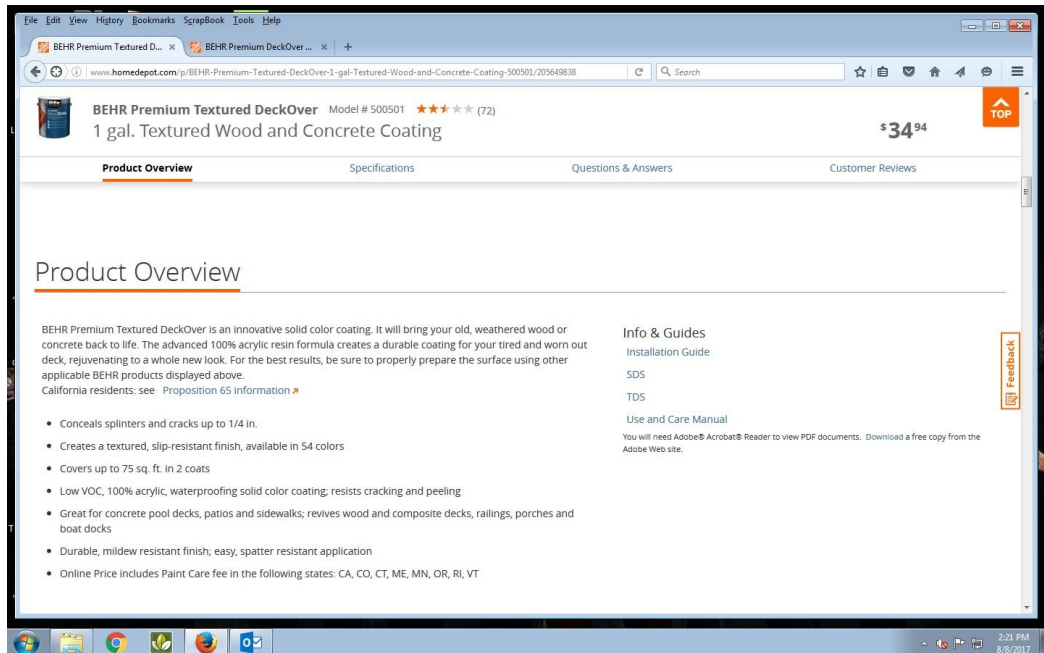 File Edit View History Bookmarks ScrapBook Tools Help
BEHR Premium Textured D... × BEHR Premium DeckOver ... × +
www.homedepot.com/p/BEHR-Premium-Textured-DeckOver-1-gal-Textured-Wood-and-Concrete-Coating-500501/205649838 Search
BEHR Premium Textured DeckOver Model # 500501 (72)
1 gal. Textured Wood and Concrete Coating
$34.94
TOP
Product Overview Specifications Questions & Answers Customer Reviews
Product Overview
BEHR Premium Textured DeckOver is an innovative solid color coating. It will bring your old, weathered wood or
concrete back to life. The advanced 100% acrylic resin formula creates a durable coating for your tired and worn out
deck, rejuvenating to a whole new look. For the best results, be sure to properly prepare the surface using other
applicable BEHR products displayed above.
California residents: see Proposition 65 information
• Conceals splinters and cracks up to 1/4 in.
• Creates a textured, slip-resistant finish, available in 54 colors
• Covers up to 75 sq. ft. in 2 coats
• Low VOC, 100% acrylic, waterproofing solid color coating; resists cracking and peeling
• Great for concrete pool decks, patios and sidewalks; revives wood and composite decks, railings, porches and
boat docks
• Durable, mildew resistant finish; easy, spatter resistant application
• Online Price includes Paint Care fee in the following states: CA, CO, CT, ME, MN, OR, RI, VT
Info & Guides
Installation Guide
SDS
TDS
Use and Care Manual
You will need Adobe® Acrobat® Reader to view PDF documents. Download a free copy from the
Adobe Web site.
Feedback
2:21 PM
8/8/2017